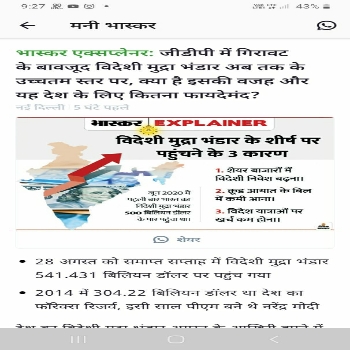 9:27
43%
मनी भास्कर
भास्कर एक्सप्लेनर: जीडीपी में गिरावट
के बावजूद विदेशी मुद्रा भंडार अब तक के
उच्चतम स्तर पर, क्या है इसकी वजह और
यह देश के लिए कितना फायदेमंद?
नई दिल्ली 5 घंटे पहले
भास्कर EXPLAINER
विदेशी मुद्रा भंडार के शीर्ष पर
पहुंचने के 3 कारण
1. शेयर बाजारों में
विदेशी निवेश बढ़ना।
2. क्रूड आयात के बिल
में कमी आना।
3. विदेश यात्राओं पर
खर्च कम होना।
जून 2020 में
पहली बार भारत का
विदेशी मुद्रा भंडार
500 बिलियन डॉलर
के पार पहुंचा था।
शेयर
• 28 अगस्त को समाप्त सप्ताह में विदेशी मुद्रा भंडार
541.431 बिलियन डॉलर पर पहुंच गया
• 2014 में 304.22 बिलियन डॉलर था देश का
फॉरेक्स रिजर्व, इसी साल पीएम बने थे नरेंद्र मोदी